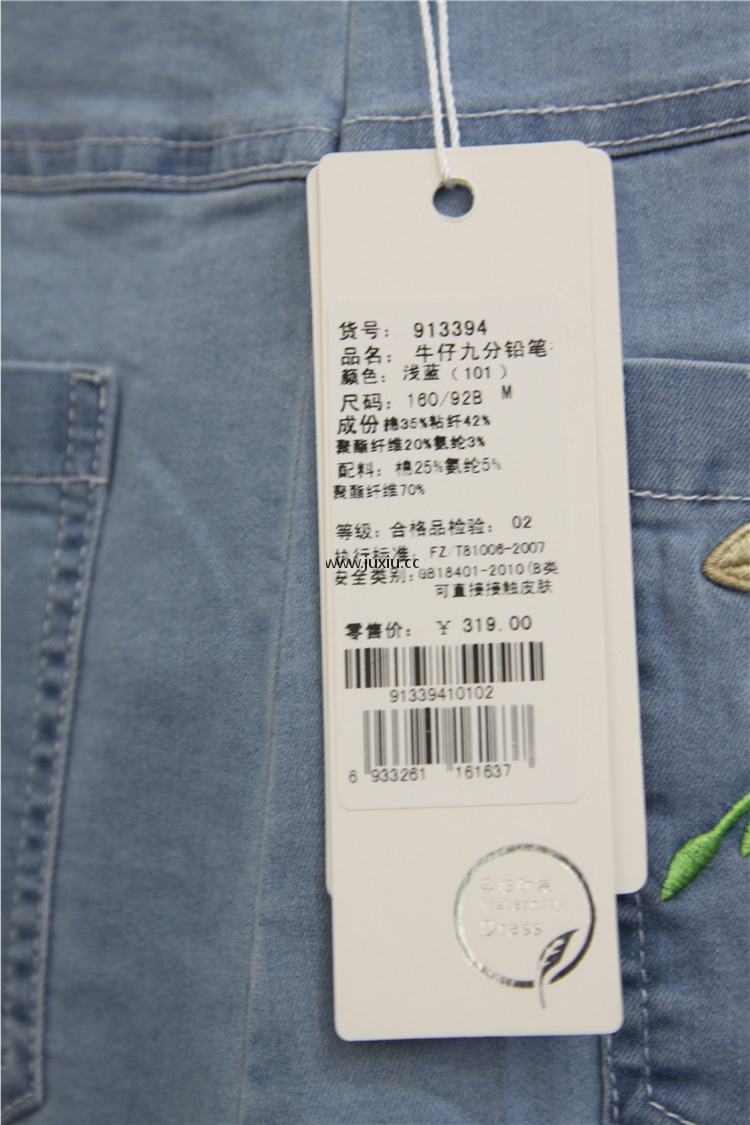 货号： 913394
品名： 牛仔九分铅笔
颜色： 浅蓝（101）
尺码： 160/92B M
成份 棉35%粘纤42%
聚酯纤维20%氨纶3%
配料： 棉25%氨纶5%
聚酯纤维70%
等级： 合格品检验： 02
执行标准： FZ/T81006-2007
www.juxiu.cc
安全类别：GB18401-2010(B类
可直接接触皮肤
零售价： ￥ 319.00
91339410102
6 933261 161637
Maternity
Dress